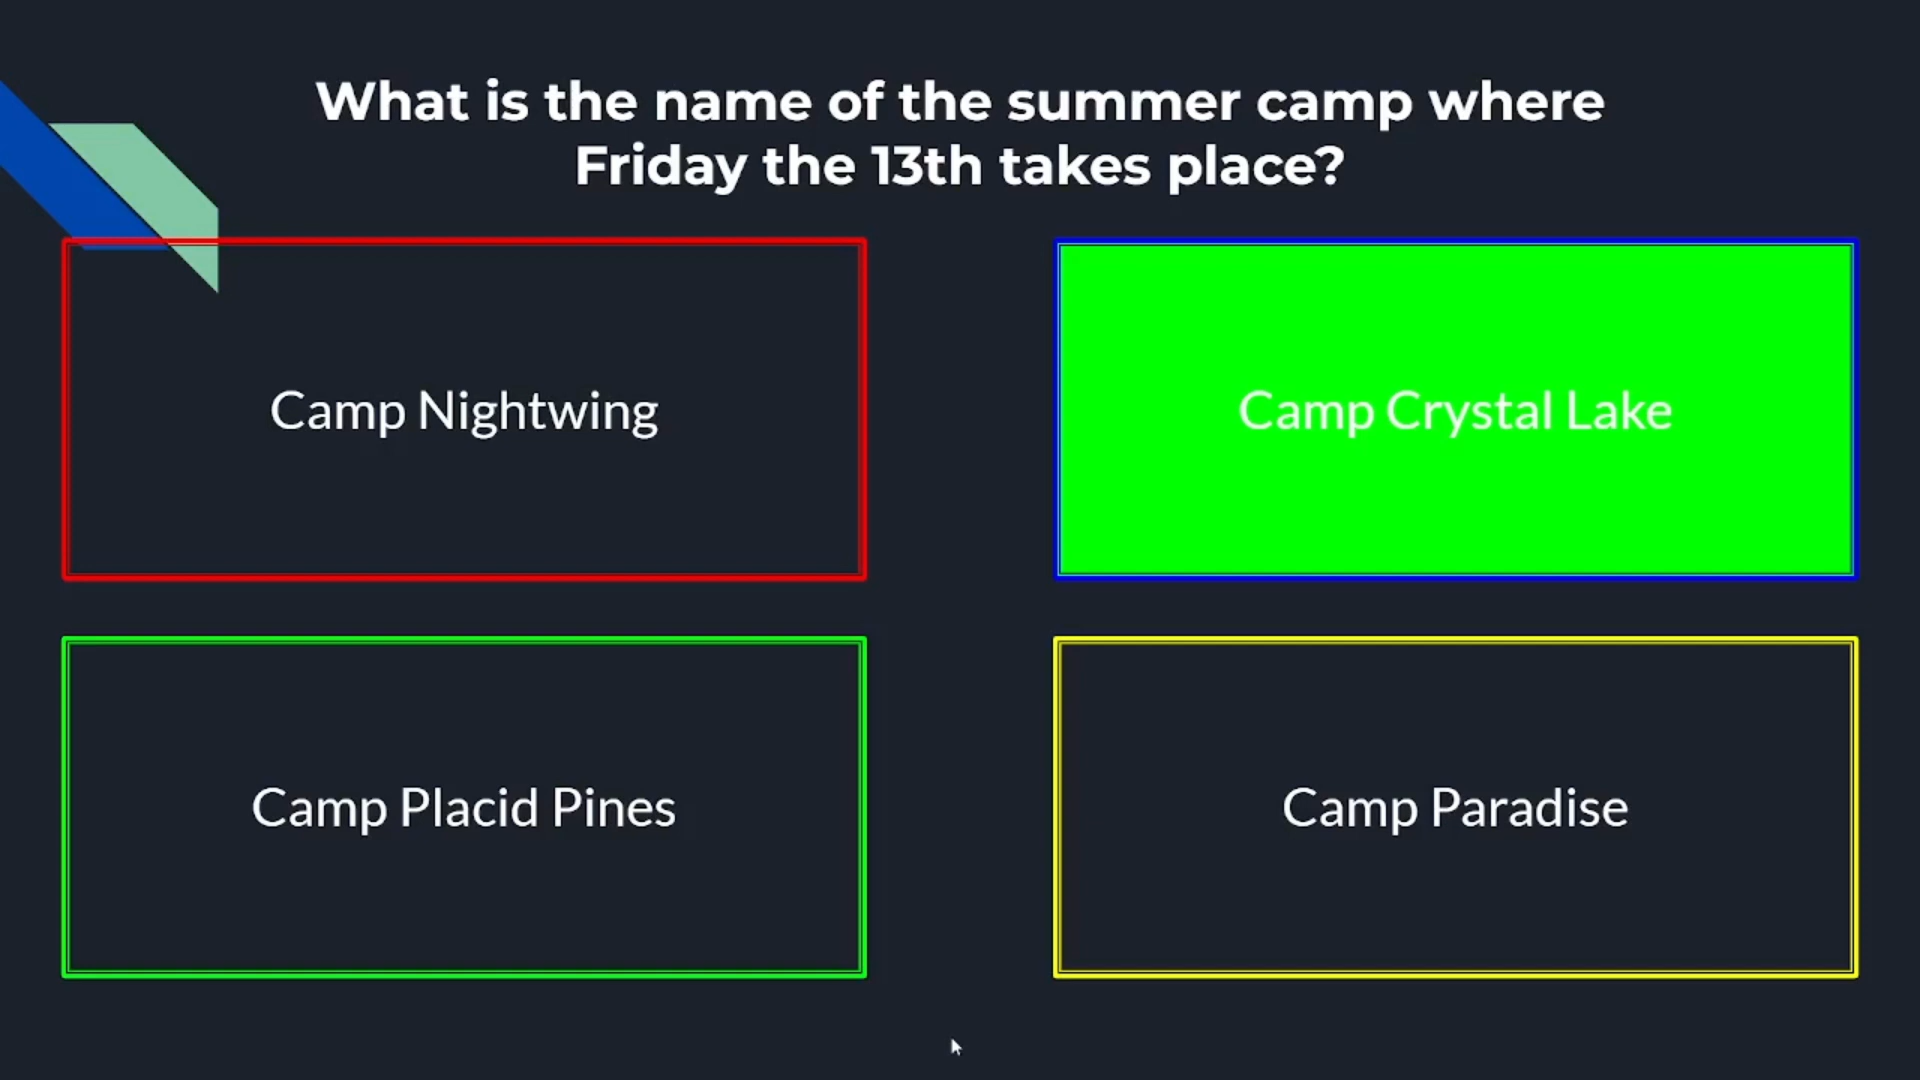 What is the name of the summer camp where
Friday the 13th takes place?
Camp Nightwing
Camp Crystal Lake
Camp Placid Pines
Camp Paradise